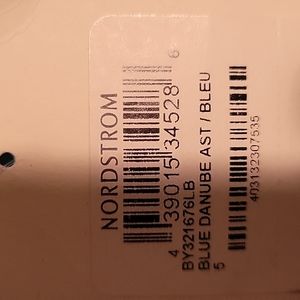 NORDSTROM
4 39015 34528 6
BY321676LB
BLUE DANUBE AST / BLEU
5
403132307535